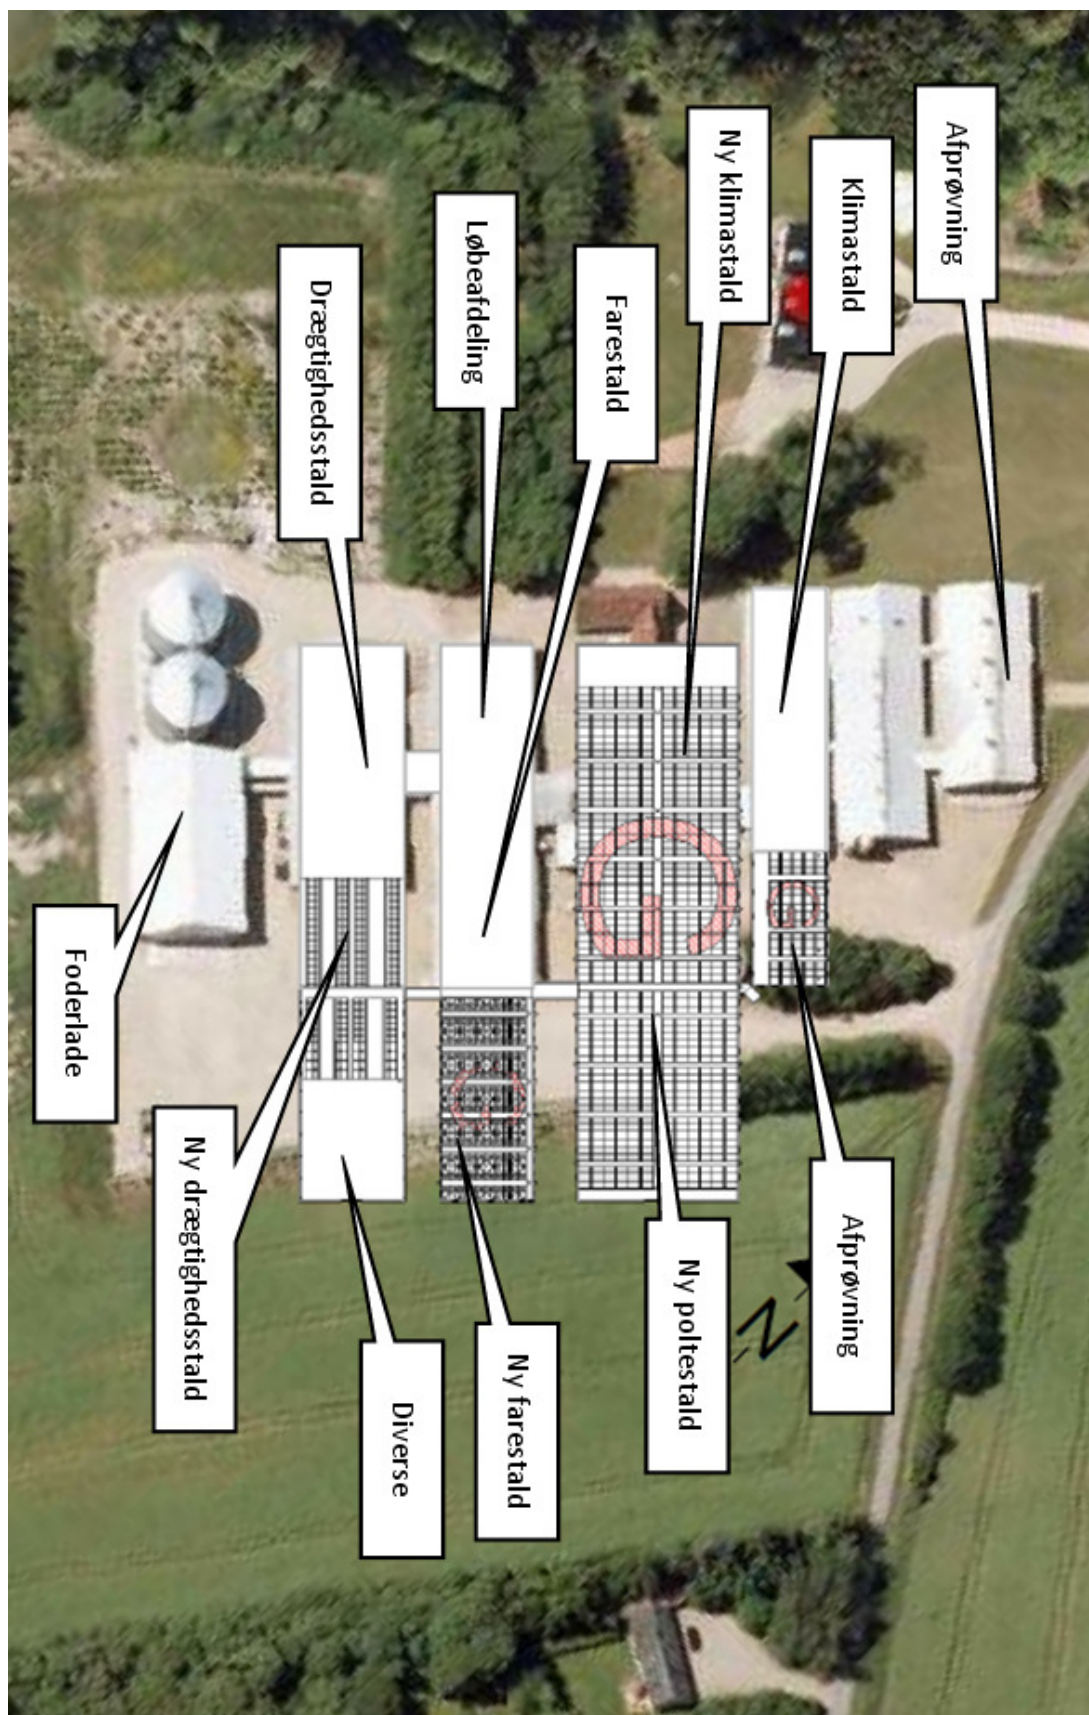 Afprøvning
Klimastald
Afprøvning
G
Ny klimastald
N
Ny poltestald
G
Farestald
Ny farestald
G
Løbeafdeling
Diverse
Drægtighedsstald
Ny drægtighedsstald
Foderlade